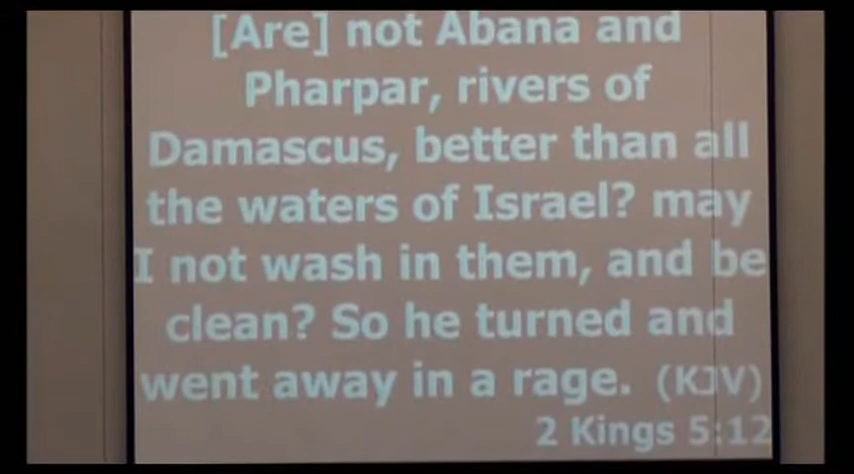 [Are] not Abana and
Pharpar, rivers of
Damascus, better than all
the waters of Israel? may
I not wash in them, and be
clean? So he turned and
went away in a rage. (KJV)
2 Kings 5:12